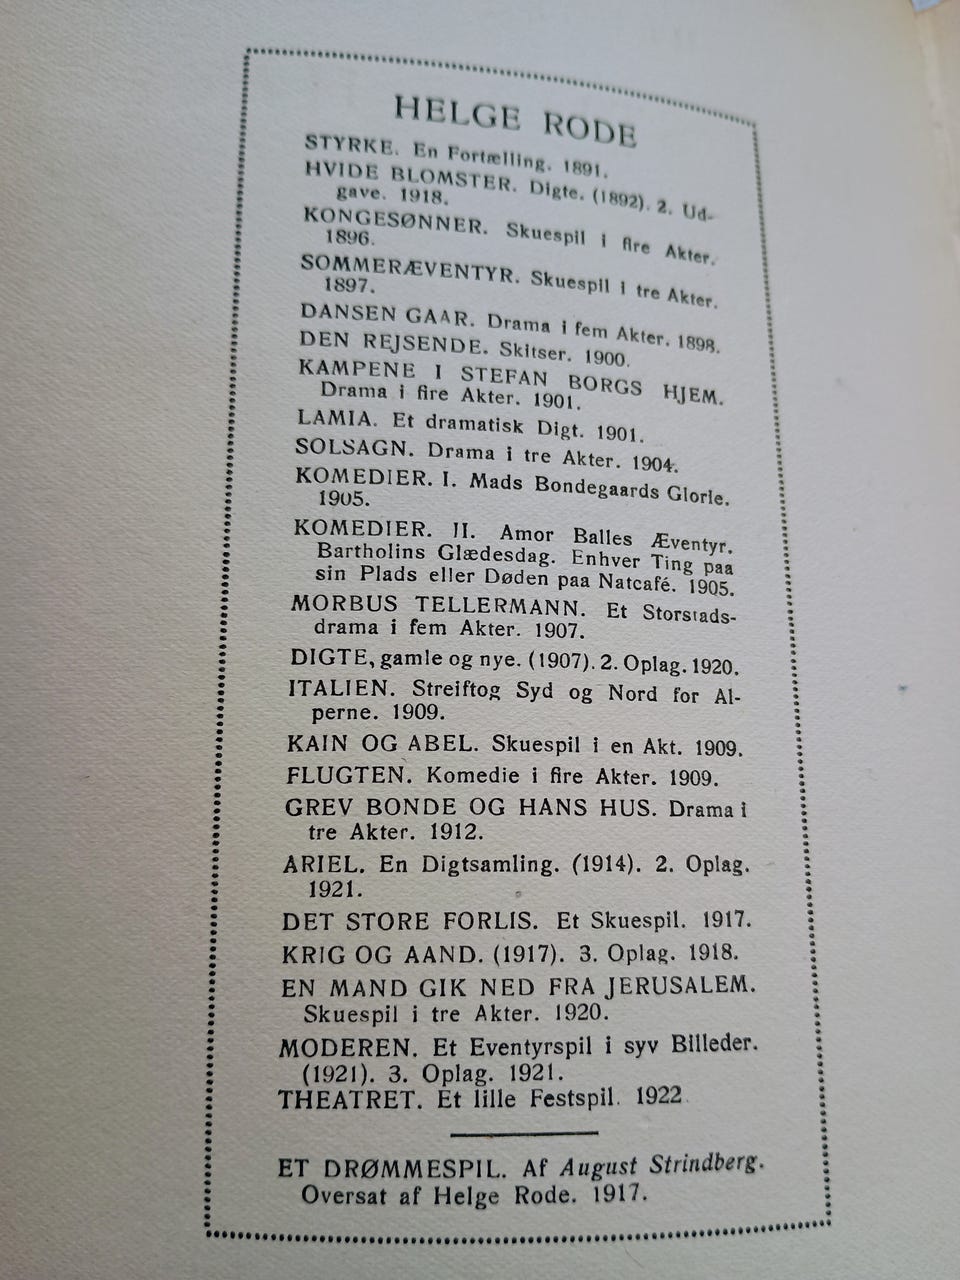 HELGE RODE
STYRKE. En Fortælling. 1891.
HVIDE BLOMSTER. Digte. (1892). 2. Ud-
gave. 1918.
KONGESØNNER. Skuespil i fire Akter.
1896.
SOMMERÆVENTYR. Skuespil i tre Akter.
1897.
DANSEN GAAR. Drama i fem Akter. 1898.
DEN REJSENDE. Skitser. 1900.
KAMPENE I STEFAN BORGS HJEM.
Drama i fire Akter. 1901.
LAMIA. Et dramatisk Digt. 1901.
SOLSAGN. Drama i tre Akter. 1904.
KOMEDIER. I. Mads Bondegaards Glorie.
1905.
KOMEDIER. II. Amor Balles Æventyr.
Bartholins Glædesdag. Enhver Ting paa
sin Plads eller Døden paa Natcafé. 1905.
MORBUS TELLERMANN. Et Storstads-
drama i fem Akter. 1907.
DIGTE, gamle og nye. (1907). 2. Oplag. 1920.
ITALIEN. Streiftog Syd og Nord for Al-
perne. 1909.
KAIN OG ABEL. Skuespil i en Akt. 1909.
FLUGTEN. Komedie i fire Akter. 1909.
GREV BONDE OG HANS HUS. Drama i
tre Akter. 1912.
ARIEL. En Digtsamling. (1914). 2. Oplag.
1921.
DET STORE FORLIS. Et Skuespil. 1917.
KRIG OG AAND. (1917). 3. Oplag. 1918.
EN MAND GIK NED FRA JERUSALEM.
Skuespil i tre Akter. 1920.
MODEREN. Et Eventyrspil i syv Billeder.
(1921). 3. Oplag. 1921.
THEATRET. Et lille Festspil. 1922
ET DRØMMESPIL. Af August Strindberg.
Oversat af Helge Rode. 1917.